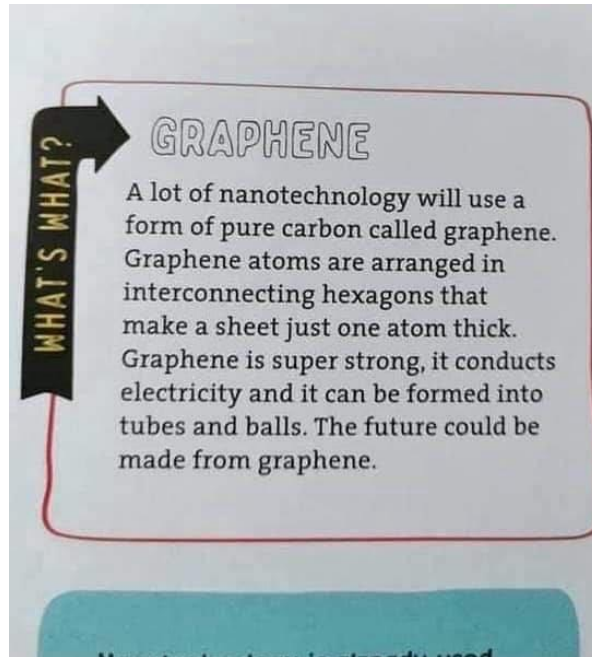 WHAT'S WHAT?
GRAPHENE
A lot of nanotechnology will use a
form of pure carbon called graphene.
Graphene atoms are arranged in
interconnecting hexagons that
make a sheet just one atom thick.
Graphene is super strong, it conducts
electricity and it can be formed into
tubes and balls. The future could be
made from graphene.